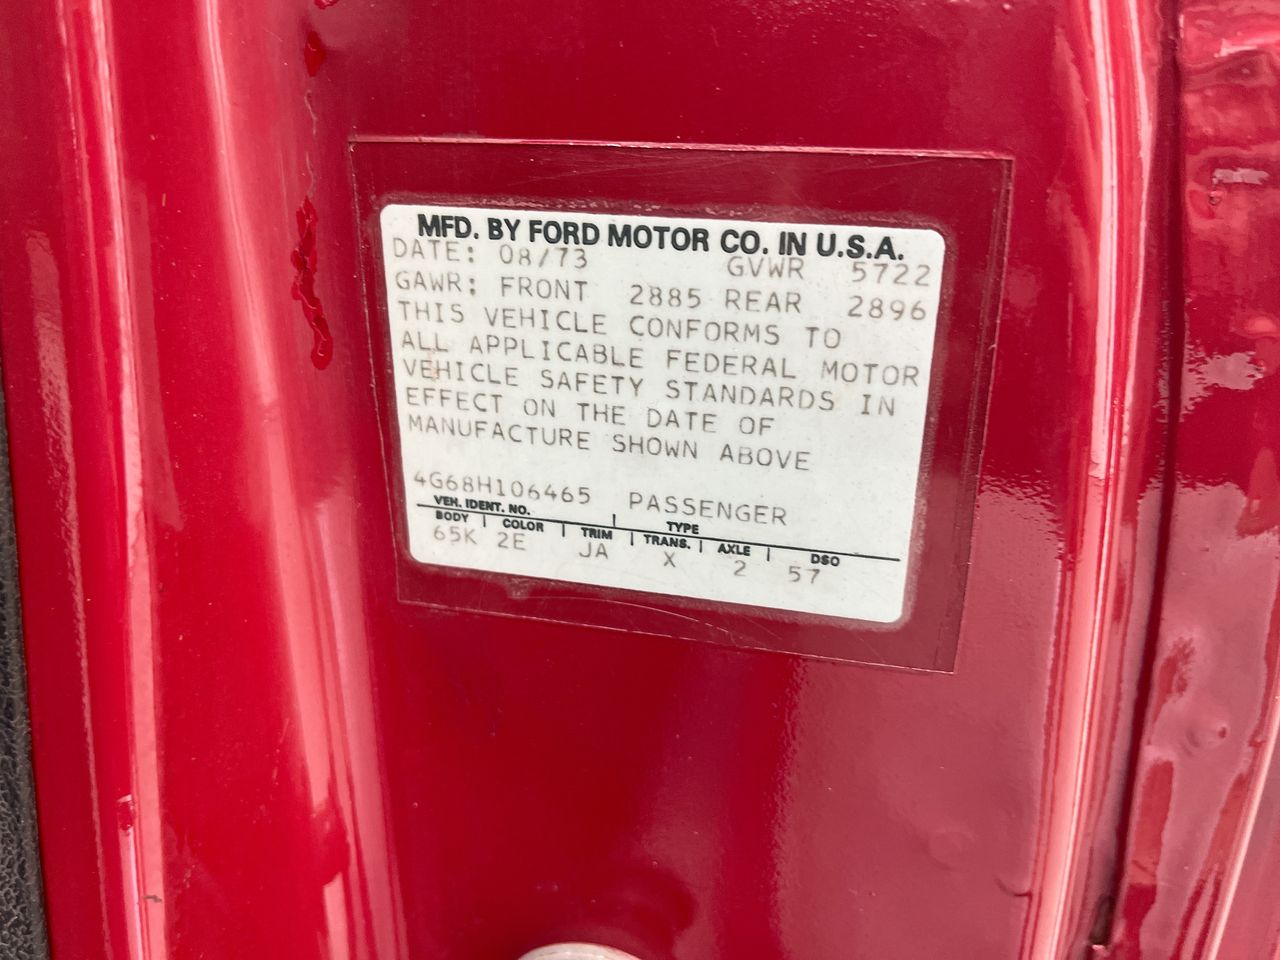 MFD. BY FORD MOTOR CO. IN U.S.A.
DATE: 08/73 GVWR 5722
GAWR: FRONT 2885 REAR 2896
THIS VEHICLE CONFORMS TO
ALL APPLICABLE FEDERAL MOTOR
VEHICLE SAFETY STANDARDS IN
EFFECT ON THE DATE OF
MANUFACTURE SHOWN ABOVE
4G68H106465 PASSENGER
VEH. IDENT. NO. TYPE
BODY COLOR TRIM TRANS. AXLE DSO
65K 2E JA X 2 57